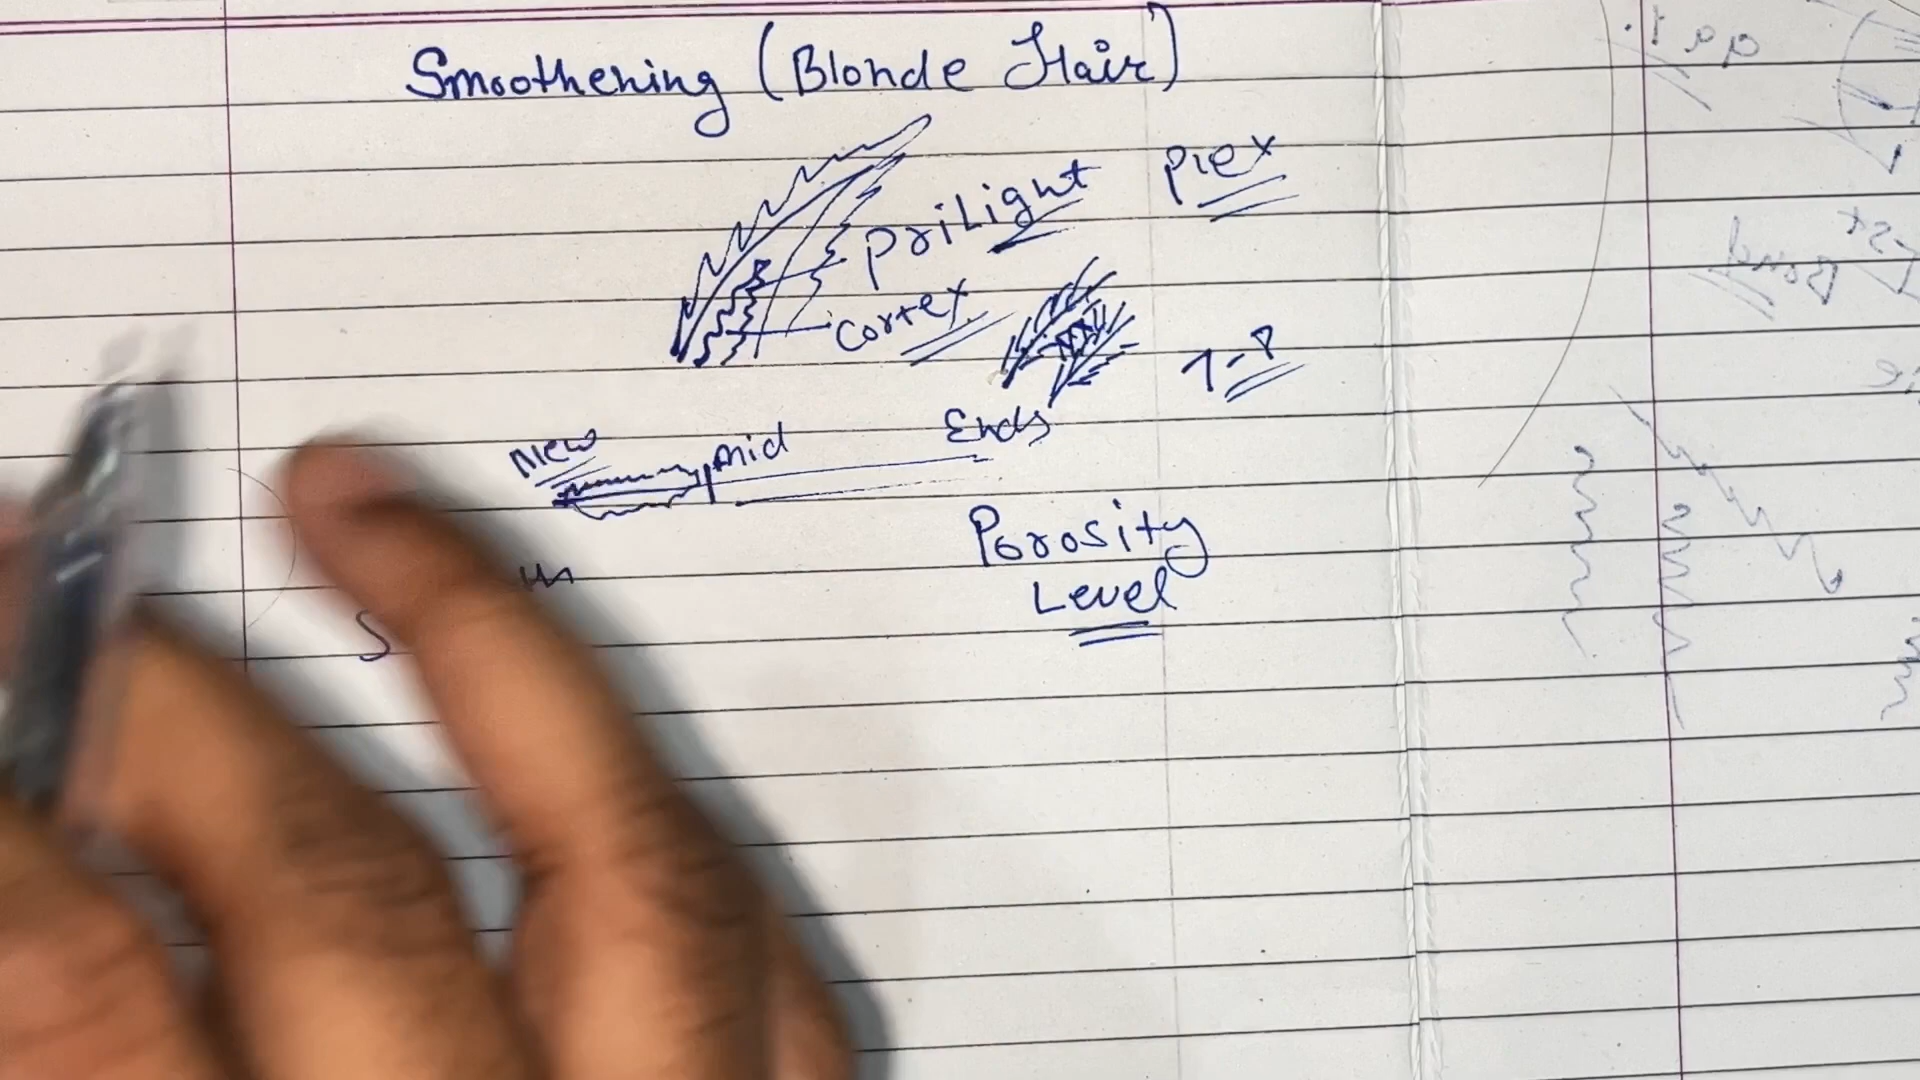 Smoothening (Blonde Hair)
PriLight Plex
Cortex
7-8
New Mid Ends
Porosity
Level
S